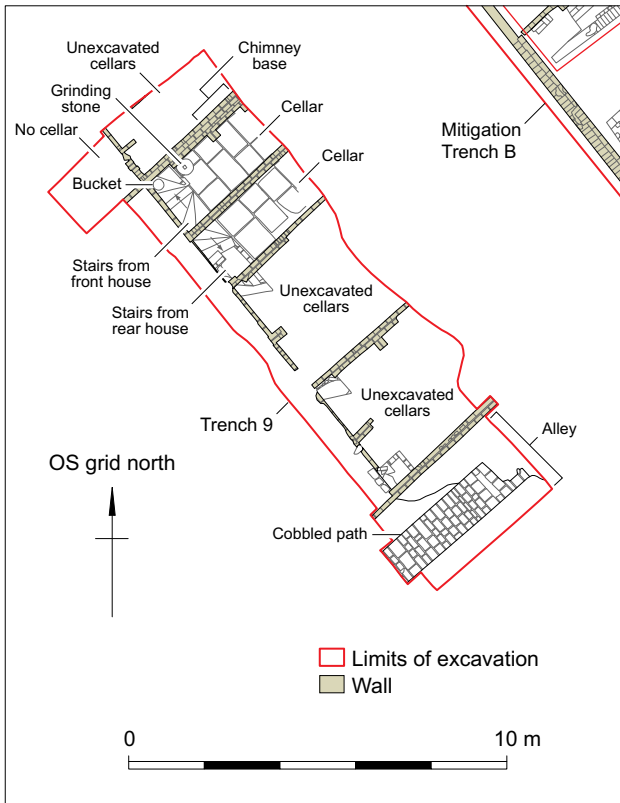 Unexcavated
cellars
Chimney
base
Grinding
stone
Cellar
No cellar
Cellar
Mitigation
Trench B
Bucket
Stairs from
front house
Stairs from
rear house
Unexcavated
cellars
Unexcavated
cellars
Trench 9
Alley
OS grid north
Cobbled path
Limits of excavation
Wall
0
10 m